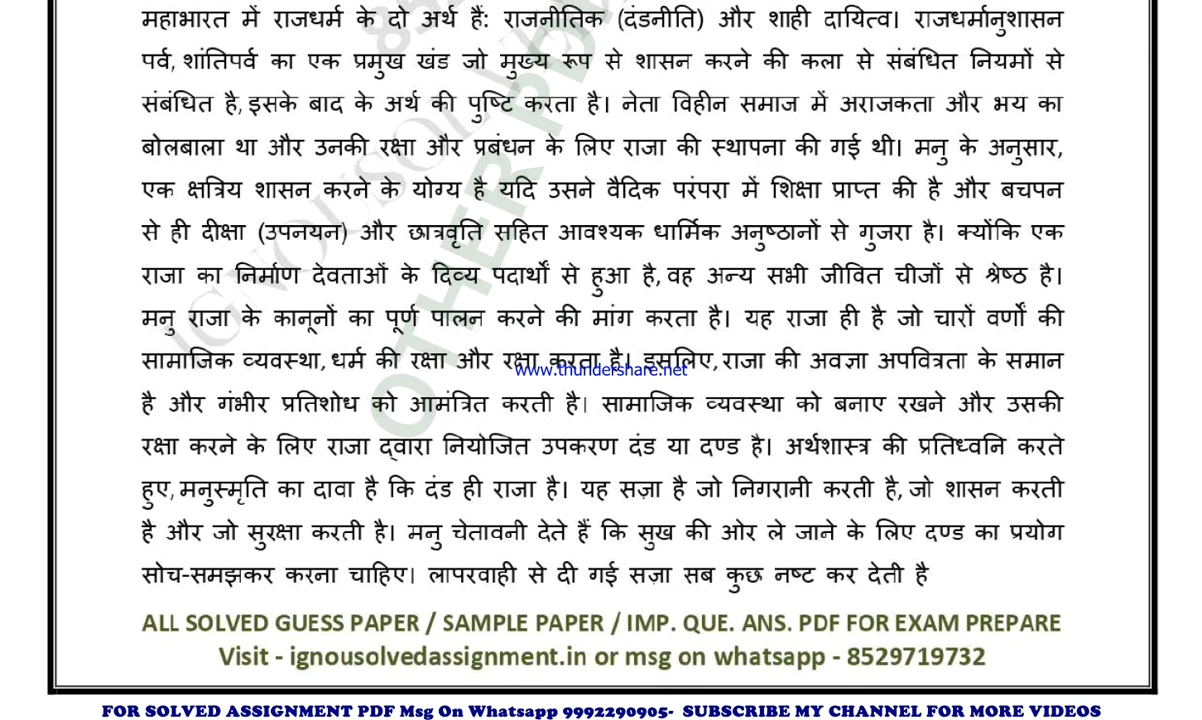 महाभारत में राजधर्म के दो अर्थ हैं: राजनीतिक (दंडनीति) और शाही दायित्व। राजधर्मानुशासन
पर्व, शांतिपर्व का एक प्रमुख खंड जो मुख्य रूप से शासन करने की कला से संबंधित नियमों से
संबंधित है, इसके बाद के अर्थ की पुष्टि करता है। नेता विहीन समाज में अराजकता और भय का
बोलबाला था और उनकी रक्षा और प्रबंधन के लिए राजा की स्थापना की गई थी। मनु के अनुसार,
एक क्षत्रिय शासन करने के योग्य है यदि उसने वैदिक परंपरा में शिक्षा प्राप्त की है और बचपन
से ही दीक्षा (उपनयन) और छात्रवृति सहित आवश्यक धार्मिक अनुष्ठानों से गुजरा है। क्योंकि एक
राजा का निर्माण देवताओं के दिव्य पदार्थों से हुआ है, वह अन्य सभी जीवित चीजों से श्रेष्ठ है।
मनु राजा के कानूनों का पूर्ण पालन करने की मांग करता है। यह राजा ही है जो चारों वर्णों की
सामाजिक व्यवस्था, धर्म की रक्षा और रक्षा करता है। इसलिए, राजा की अवज्ञा अपवित्रता के समान
www.thundershare.net
है और गंभीर प्रतिशोध को आमंत्रित करती है। सामाजिक व्यवस्था को बनाए रखने और उसकी
रक्षा करने के लिए राजा द्वारा नियोजित उपकरण दंड या दण्ड है। अर्थशास्त्र की प्रतिध्वनि करते
हुए, मनुस्मृति का दावा है कि दंड ही राजा है। यह सज़ा है जो निगरानी करती है, जो शासन करती
है और जो सुरक्षा करती है। मनु चेतावनी देते हैं कि सुख की ओर ले जाने के लिए दण्ड का प्रयोग
सोच-समझकर करना चाहिए। लापरवाही से दी गई सज़ा सब कुछ नष्ट कर देती है
ALL SOLVED GUESS PAPER / SAMPLE PAPER / IMP. QUE. ANS. PDF FOR EXAM PREPARE
Visit - ignousolvedassignment.in or msg on whatsapp - 8529719732
FOR SOLVED ASSIGNMENT PDF Msg On Whatsapp 9992290905- SUBSCRIBE MY CHANNEL FOR MORE VIDEOS
OTHER